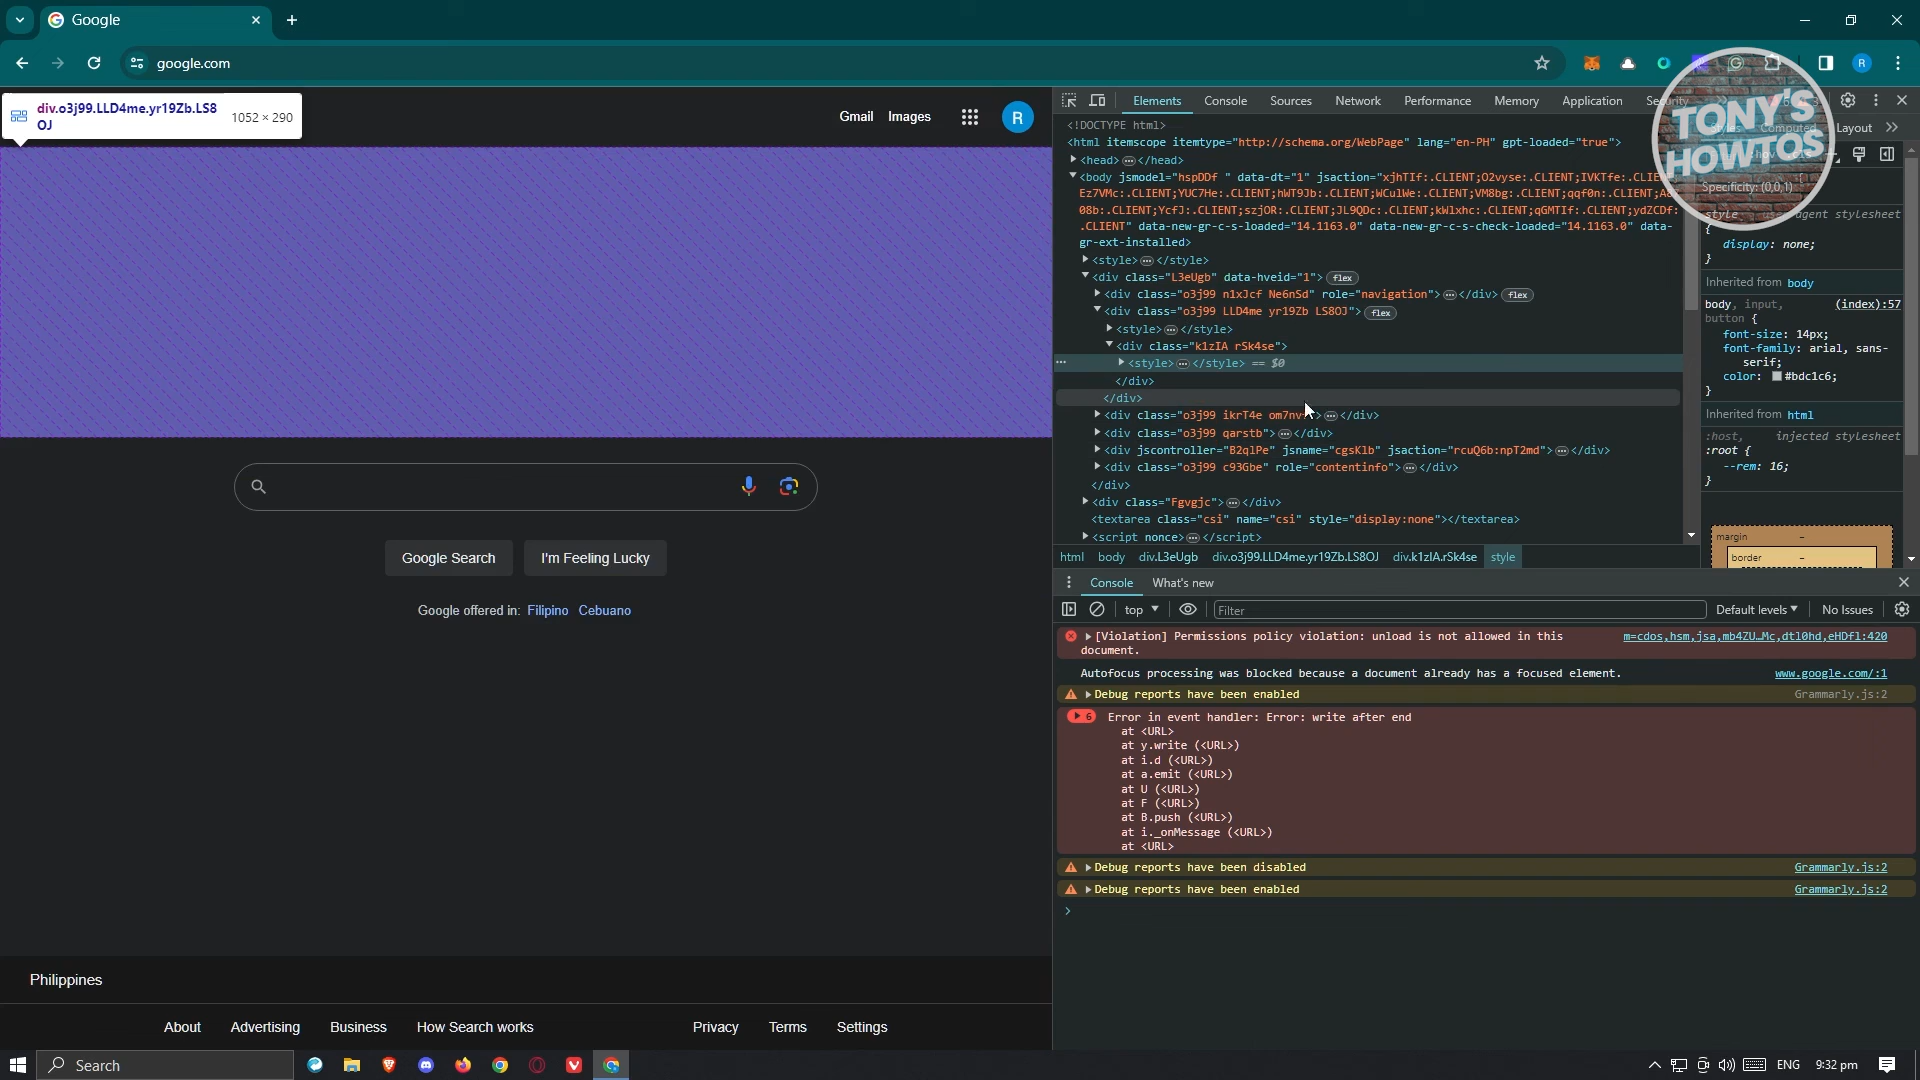 Google
google.com
div.o3j99.LLD4me.yr19Zb.LS8
OJ
1052 × 290
Gmail Images
R
R
Google Search
I'm Feeling Lucky
Google offered in: Filipino Cebuano
Philippines
About Advertising Business How Search works Privacy Terms Settings
Elements Console Sources Network Performance Memory Application
TONY'S
HOWTOS
Layout
<!DOCTYPE html>
<html itemscope itemtype="http://schema.org/WebPage" lang="en-PH" gpt-loaded="true">
<head> </head>
<body jsmodel="hspDDf " data-dt="1" jsaction="xjhTIf:.CLIENT;O2vyse:.CLIENT;IVKTfe:.CLIE
Ez7VMc:.CLIENT;YUC7He:.CLIENT;hWT9Jb:.CLIENT;WCulWe:.CLIENT;VM8bg:.CLIENT;qqf0n:.CLIENT;
08b:.CLIENT;YcfJ:.CLIENT;szjOR:.CLIENT;JL9QDc:.CLIENT;kWlxhc:.CLIENT;qGMTIf:.CLIENT;ydZCDf:
.CLIENT" data-new-gr-c-s-loaded="14.1163.0" data-new-gr-c-s-check-loaded="14.1163.0" data-
gr-ext-installed>
<style> </style>
<div class="L3eUgb" data-hveid="1"> flex
<div class="o3j99 n1xJcf Ne6nSd" role="navigation"> </div> flex
<div class="o3j99 LLD4me yr19Zb LS8OJ"> flex
<style> </style>
<div class="k1zIA rSk4se">
<style> </style> == $0
</div>
</div>
<div class="o3j99 ikrT4e > </div>
<div class="o3j99 qarstb"> </div>
<div jscontroller="B2qlPe" jsname="cgsKlb" jsaction="rcuQ6b:npT2md"> </div>
<div class="o3j99 c93Gbe" role="contentinfo"> </div>
</div>
<div class="Fgvgjc"> </div>
<textarea class="csi" name="csi" style="display:none"></textarea>
<script nonce> </script>
html body div.L3eUgb div.o3j99.LLD4me.yr19Zb.LS8OJ div.k1zIA.rSk4se style
Specificity: (0,0,1)
style user agent stylesheet
{
display: none;
}
Inherited from body
body, input, (index):57
button {
font-size: 14px;
font-family: arial, sans-
serif;
color: #bdc1c6;
}
Inherited from html
:host, injected stylesheet
:root {
--rem: 16;
}
margin -
border -
Console What's new
top Filter Default levels No Issues
[Violation] Permissions policy violation: unload is not allowed in this m=cdos,hsm,jsa,mb4ZU…Mc,dtl0hd,eHDfl:420
document.
Autofocus processing was blocked because a document already has a focused element. www.google.com/:1
Debug reports have been enabled Grammarly.js:2
6 Error in event handler: Error: write after end
at <URL>
at y.write (<URL>)
at i.d (<URL>)
at a.emit (<URL>)
at U (<URL>)
at F (<URL>)
at B.push (<URL>)
at i._onMessage (<URL>)
at <URL>
Debug reports have been disabled Grammarly.js:2
Debug reports have been enabled Grammarly.js:2
Search
ENG 9:32 pm